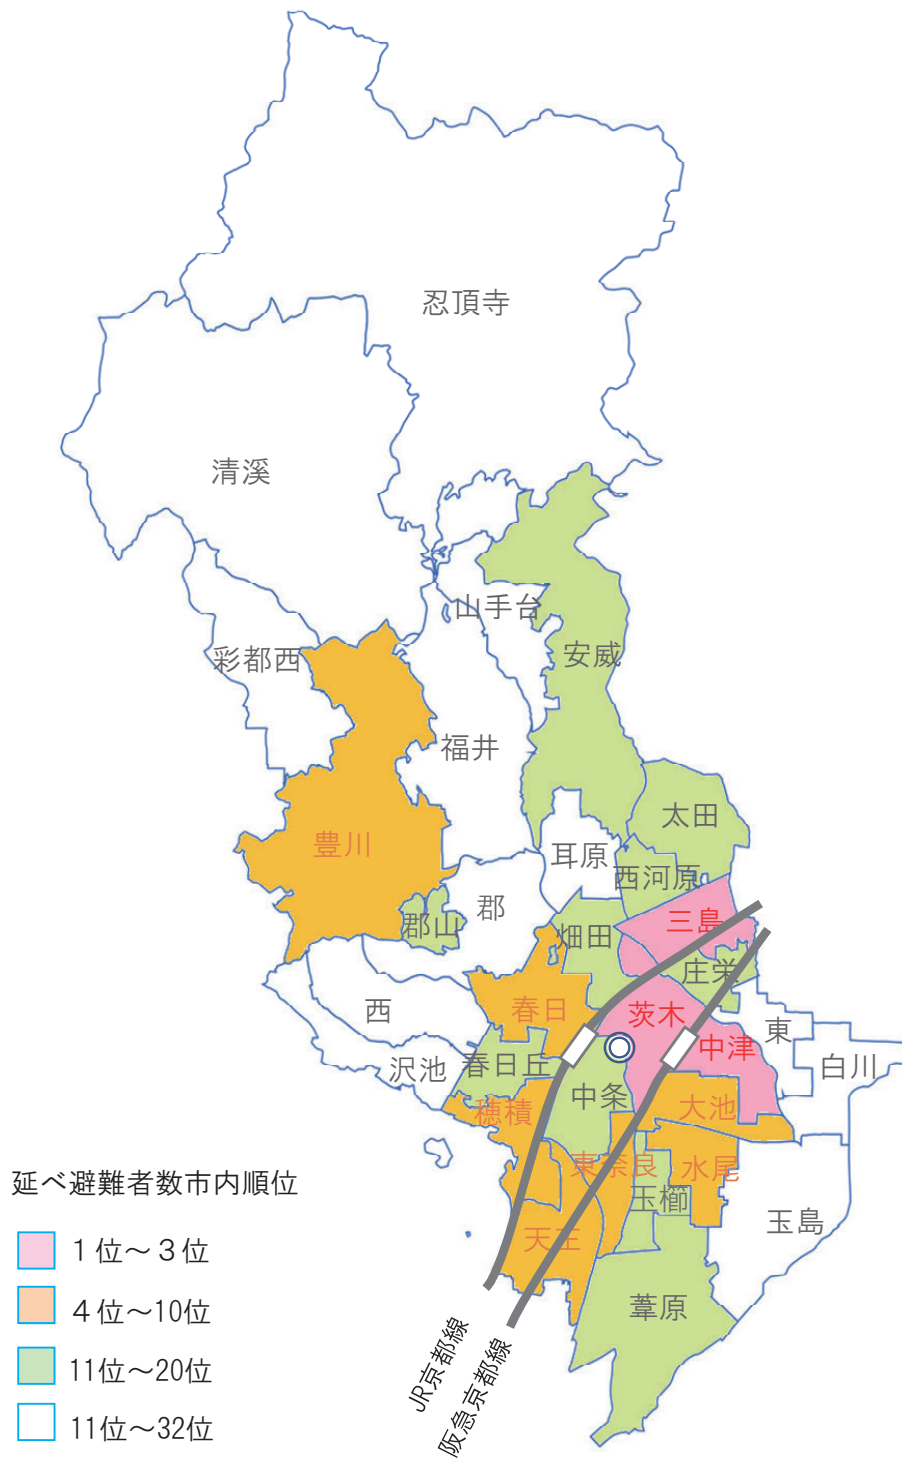 忍頂寺
清溪
山手台
安威
彩都西
福井
太田
豊川
耳原
西河原
郡
郡山
三島
畑田
庄栄
春日
茨木
西
東
中津
沢池
春日丘
白川
中条
穂積
大池
東奈良
水尾
玉櫛
玉島
天王
葦原
延べ避難者数市内順位
1位～3位
4位～10位
11位～20位
11位～32位
JR京都線
阪急京都線